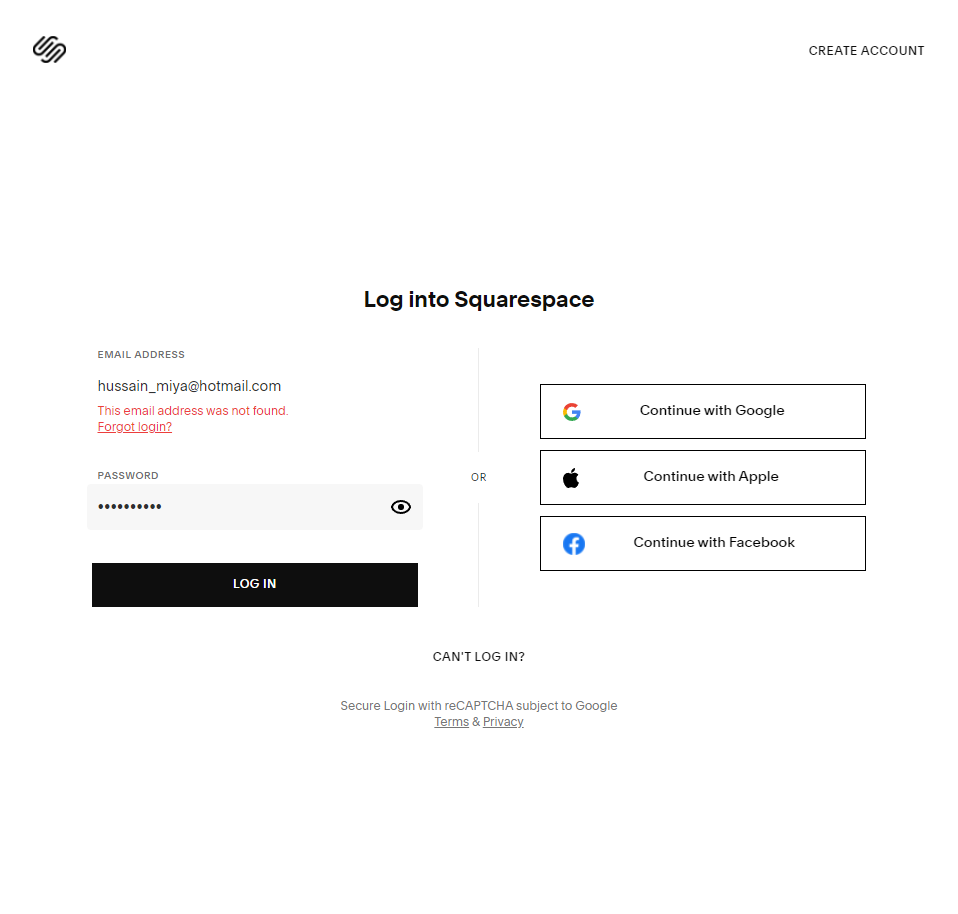 CREATE ACCOUNT
Log into Squarespace
EMAIL ADDRESS
hussain_miya@hotmail.com
This email address was not found.
Forgot login?
PASSWORD
••••••••••
LOG IN
OR
Continue with Google
Continue with Apple
Continue with Facebook
CAN'T LOG IN?
Secure Login with reCAPTCHA subject to Google
Terms & Privacy